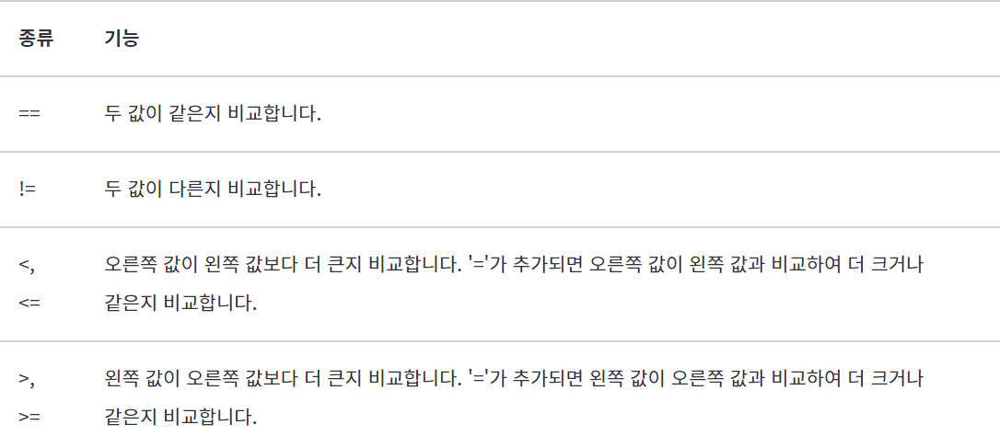 종류 기능
== 두 값이 같은지 비교합니다.
!= 두 값이 다른지 비교합니다.
<, 오른쪽 값이 왼쪽 값보다 더 큰지 비교합니다. '='가 추가되면 오른쪽 값이 왼쪽 값과 비교하여 더 크거나
<= 같은지 비교합니다.
>, 왼쪽 값이 오른쪽 값보다 더 큰지 비교합니다. '='가 추가되면 왼쪽 값이 오른쪽 값과 비교하여 더 크거나
>= 같은지 비교합니다.